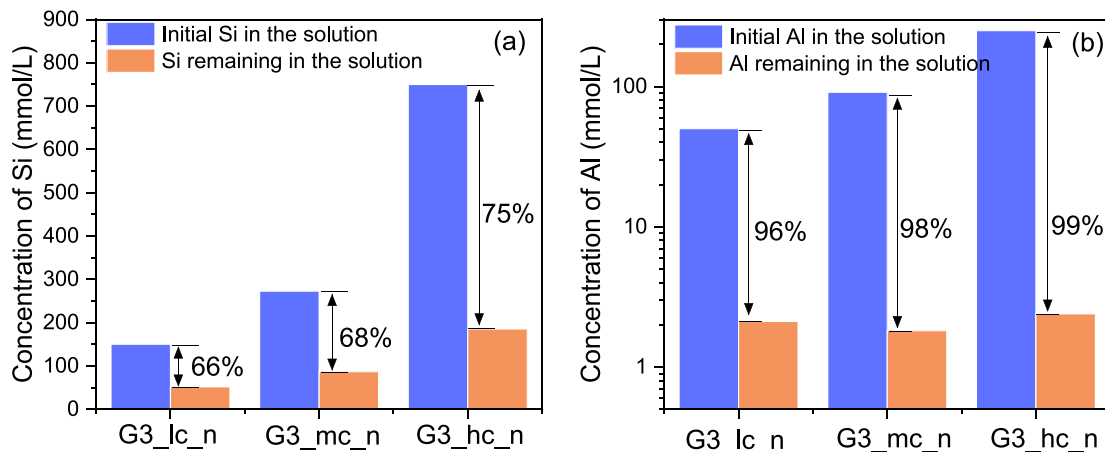 Concentration of Si (mmol/L)
900
800
700
600
500
400
300
200
100
0
Initial Si in the solution
Si remaining in the solution
(a)
66%
68%
75%
G3_lc_n
G3_mc_n
G3_hc_n
Concentration of Al (mmol/L)
100
10
1
Initial Al in the solution
Al remaining in the solution
(b)
96%
98%
99%
G3_lc_n
G3_mc_n
G3_hc_n